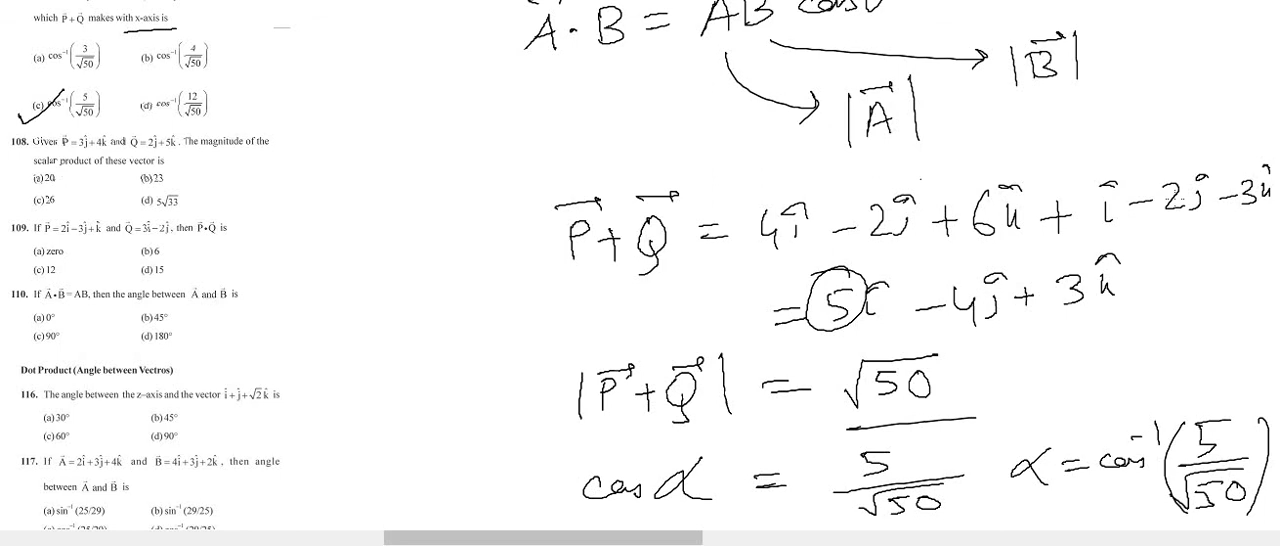 which P⃗+Q⃗ makes with x-axis is
(a) cos⁻¹(3/√50) (b) cos⁻¹(4/√50)
(c) cos⁻¹(5/√50) (d) cos⁻¹(12/√50)
108. Given P⃗ = 3ĵ+4k̂ and Q⃗ = 2ĵ+5k̂. The magnitude of the
scalar product of these vector is
(a) 20 (b) 23
(c) 26 (d) 5√33
109. If P⃗ = 2î−3ĵ+k̂ and Q⃗ = 3î−2ĵ, then P⃗•Q⃗ is
(a) zero (b) 6
(c) 12 (d) 15
110. If A⃗•B⃗ = AB, then the angle between A⃗ and B⃗ is
(a) 0° (b) 45°
(c) 90° (d) 180°
Dot Product (Angle between Vectros)
116. The angle between the z-axis and the vector î+ĵ+√2k̂ is
(a) 30° (b) 45°
(c) 60° (d) 90°
117. If A⃗ = 2î+3ĵ+4k̂ and B⃗ = 4î+3ĵ+2k̂, then angle
between A⃗ and B⃗ is
(a) sin⁻¹(25/29) (b) sin⁻¹(29/25)
A · B = AB cosθ
|B⃗|
|A⃗|
P⃗+Q⃗ = 4î − 2ĵ + 6k̂ + î − 2ĵ − 3k̂
= 5î − 4ĵ + 3k̂
|P⃗+Q⃗| = √50
cosα = 5/√50 α = cos⁻¹(5/√50)